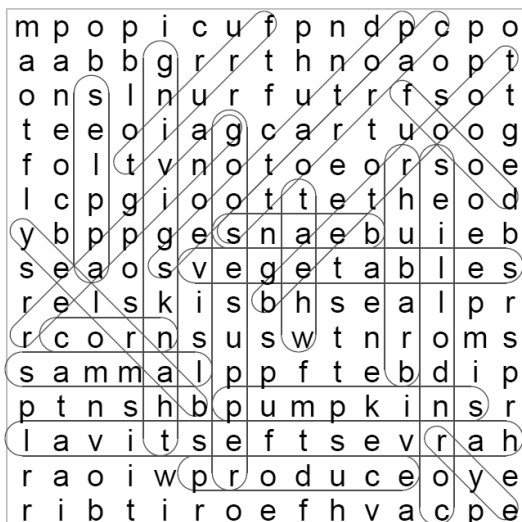 m p o p i c u f p n d p c p o
a a b b g r r t h n o a o p t
o n s l n u r f u t r f s o t
t e e o i a g c a r t u o o g
f o l t v n o t o e o r s o e
l c p g i o o t t e t h e o d
y b p p g e s n a e b u i e b
s e a o s v e g e t a b l e s
r e l s k i s b h s e a l p r
r c o r n s u s w t n r o m s
s a m m a l p p f t e b d i p
p t n s h b p u m p k i n s r
l a v i t s e f t s e v r a h
r a o i w p r o d u c e o y e
r i b t i r o e f h v a c p e